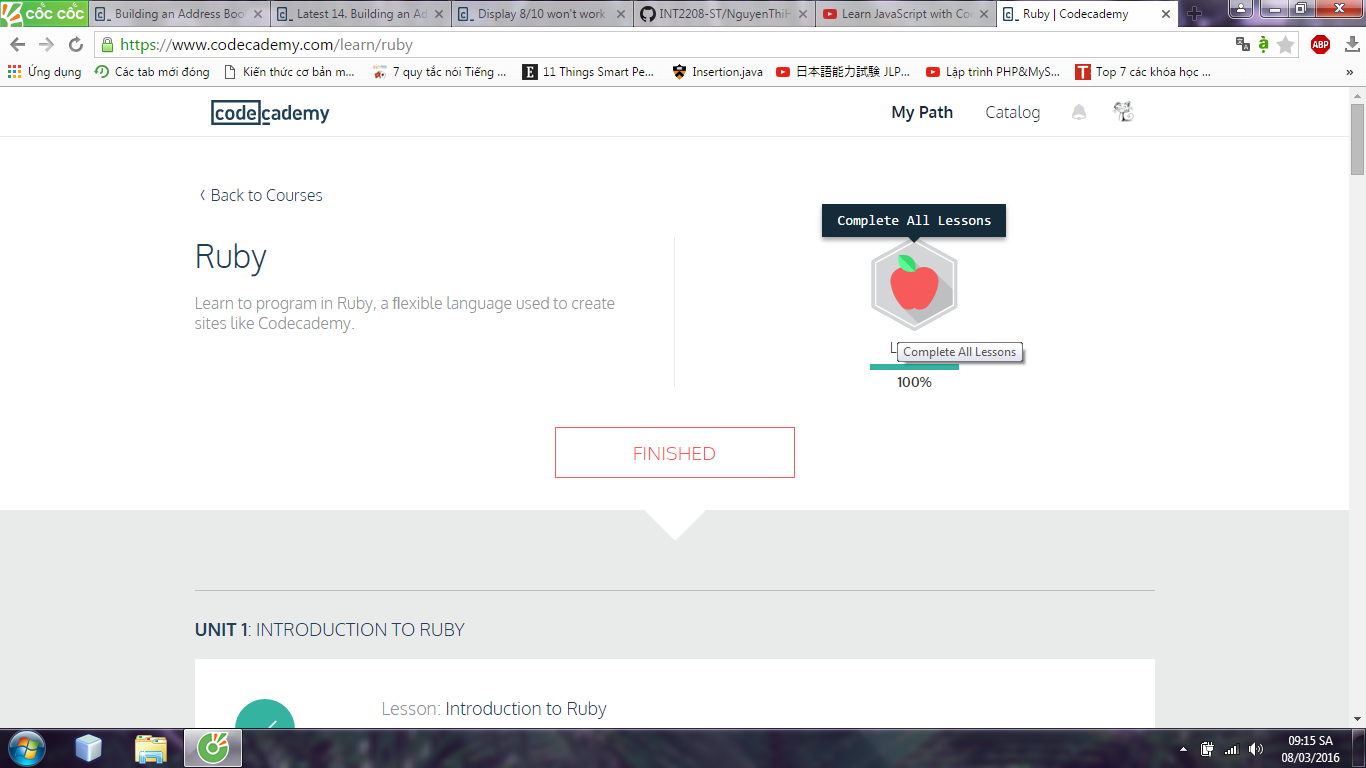 cốc cốc
Building an Address Boo
Latest 14. Building an Ad
Display 8/10 won't work
INT2208-ST/NguyenThiH
Learn JavaScript with Co
Ruby | Codecademy
https://www.codecademy.com/learn/ruby
ABP
Ứng dụng
Các tab mới đóng
Kiến thức cơ bản m...
7 quy tắc nói Tiếng ...
11 Things Smart Pe...
Insertion.java
日本語能力試験 JLP...
Lập trình PHP&MyS...
Top 7 các khóa học ...
»
codecademy
My Path
Catalog
Back to Courses
Complete All Lessons
Ruby
Learn to program in Ruby, a flexible language used to create
sites like Codecademy.
L
Complete All Lessons
100%
FINISHED
UNIT 1: INTRODUCTION TO RUBY
Lesson: Introduction to Ruby
09:15 SA
08/03/2016